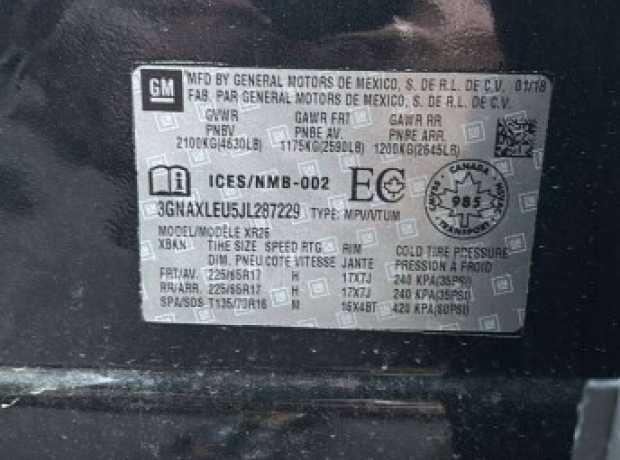 GM
MFD BY GENERAL MOTORS DE MEXICO, S. DE R.L. DE C.V. 01/18
FAB. PAR GENERAL MOTORS DE MEXICO, S. DE R.L. DE C.V.
GVWR GAWR FRT GAWR RR
PNBV PNBE AV. PNBE ARR.
2100KG(4630LB) 1175KG(2590LB) 1200KG(2645LB)
ICES/NMB-002 EC
CANADA
985
TRANSPORT
3GNAXLEU5JL287229 TYPE: MPV/VTUM
MODEL/MODÈLE XR26
TIRE SIZE SPEED RTG RIM COLD TIRE PRESSURE
DIM. PNEU COTE VITESSE JANTE PRESSION A FROID
FRT/AV. 225/65R17 H 17X7J 240 KPA(35PSI)
RR/ARR. 225/65R17 H 17X7J 240 KPA(35PSI)
SPA/SDS T135/70R16 M 16X4BT 420 KPA(60PSI)